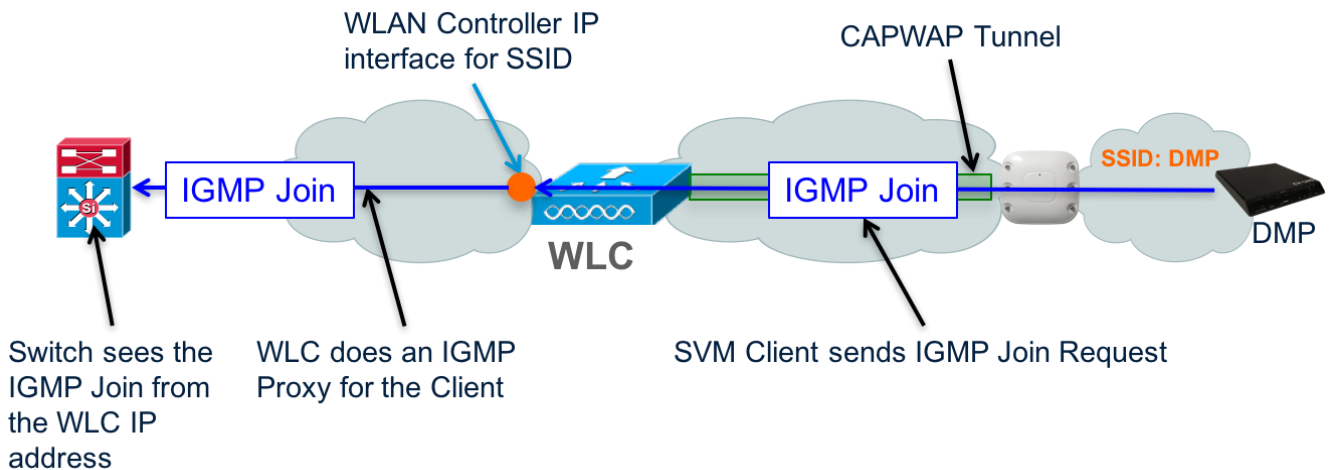 WLAN Controller IP
interface for SSID
CAPWAP Tunnel
SSID: DMP
IGMP Join
IGMP Join
Si
WLC
DMP
Switch sees the
IGMP Join from
the WLC IP
address
WLC does an IGMP
Proxy for the Client
SVM Client sends IGMP Join Request